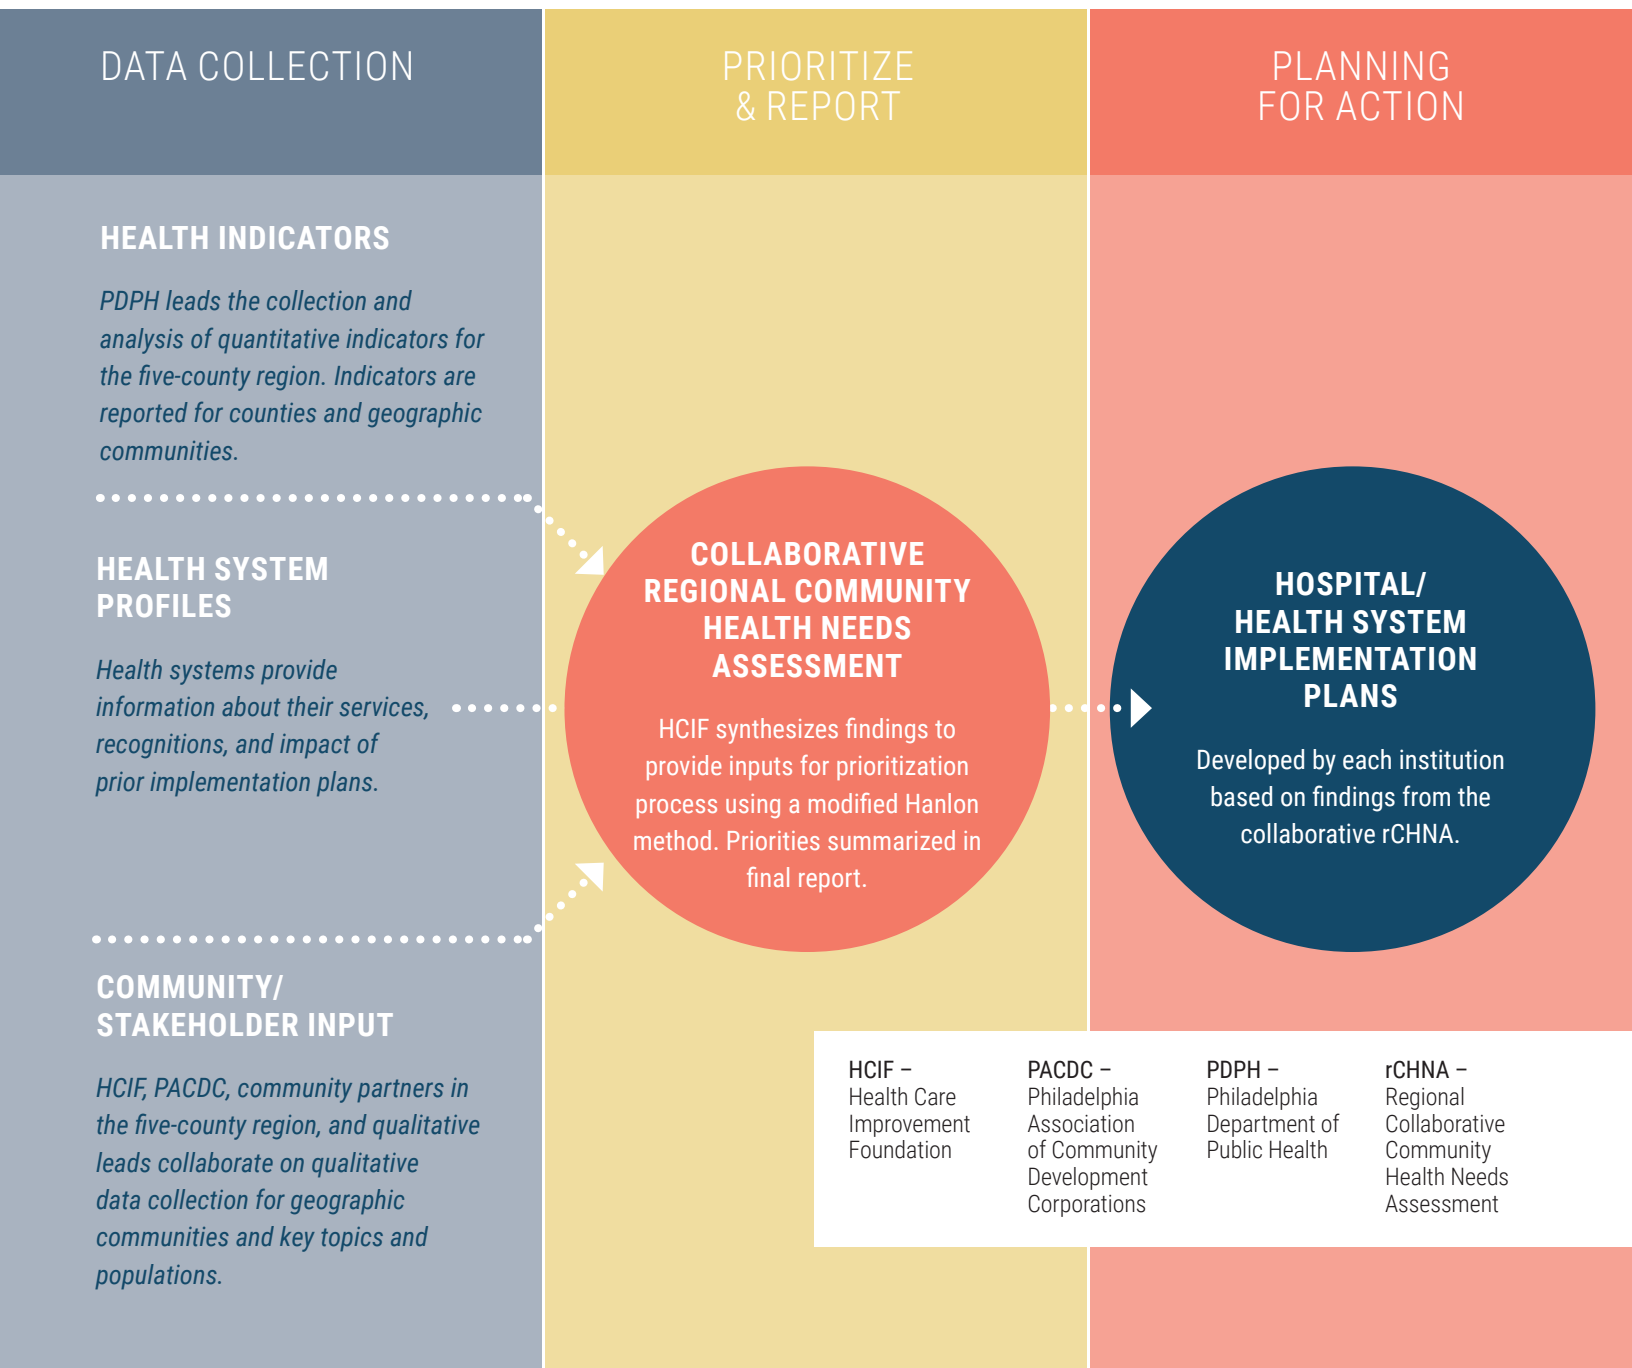 DATA COLLECTION
HEALTH INDICATORS
PDPH leads the collection and
analysis of quantitative indicators for
the five-county region. Indicators are
reported for counties and geographic
communities.
HEALTH SYSTEM
PROFILES
Health systems provide
information about their services,
recognitions, and impact of
prior implementation plans.
COMMUNITY/
STAKEHOLDER INPUT
HCIF, PACDC, community partners in
the five-county region, and qualitative
leads collaborate on qualitative
data collection for geographic
communities and key topics and
populations.
PRIORITIZE
& REPORT
COLLABORATIVE
REGIONAL COMMUNITY
HEALTH NEEDS
ASSESSMENT
HCIF synthesizes findings to
provide inputs for prioritization
process using a modified Hanlon
method. Priorities summarized in
final report.
PLANNING
FOR ACTION
HOSPITAL/
HEALTH SYSTEM
IMPLEMENTATION
PLANS
Developed by each institution
based on findings from the
collaborative rCHNA.
HCIF –
Health Care
Improvement
Foundation
PACDC –
Philadelphia
Association
of Community
Development
Corporations
PDPH –
Philadelphia
Department of
Public Health
rCHNA –
Regional
Collaborative
Community
Health Needs
Assessment